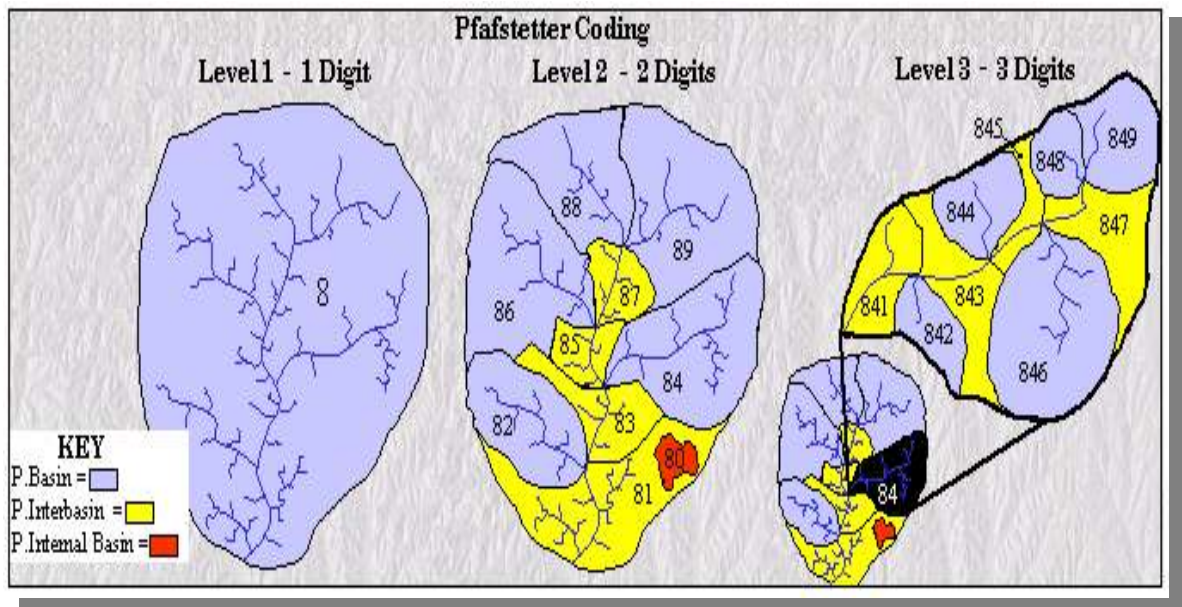 Pfafstetter Coding
Level 1 - 1 Digit
Level 2 - 2 Digits
Level 3 - 3 Digits
8
88
89
87
86
85
84
82
83
80
81
845
848
849
844
847
841
843
842
846
84
KEY
P.Basin =
P.Interbasin =
P.Internal Basin =